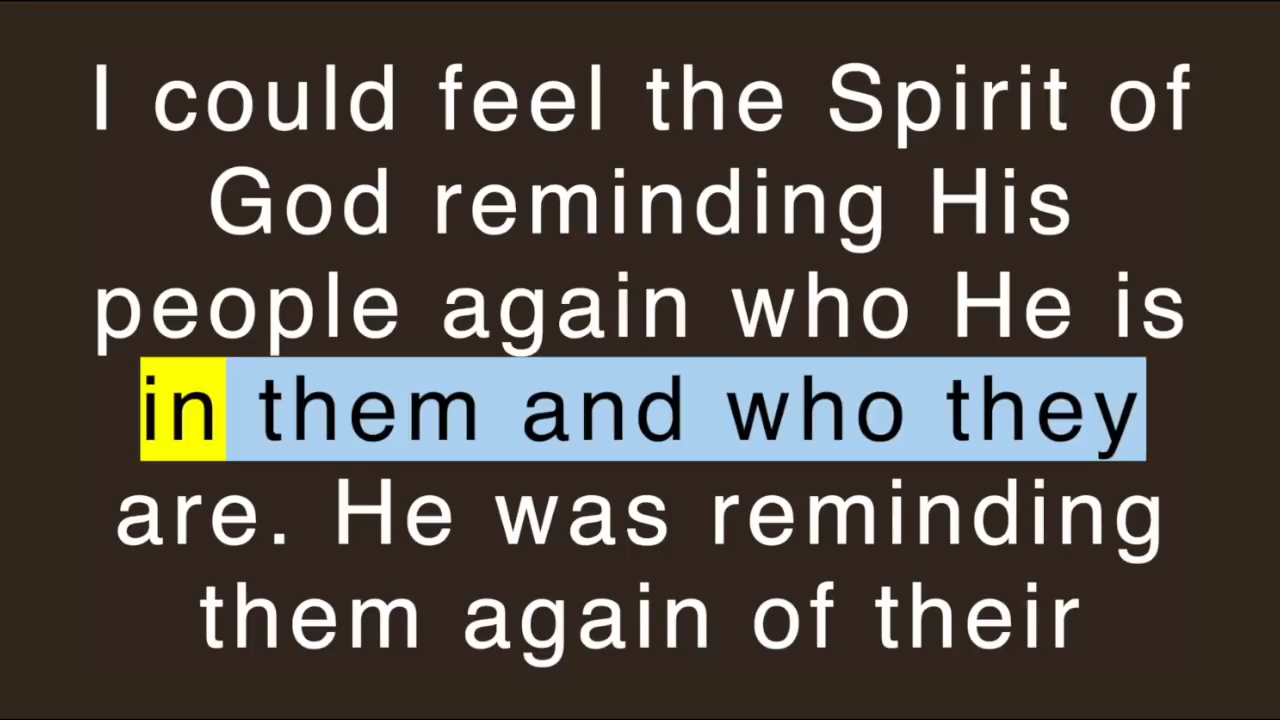 I could feel the Spirit of
God reminding His
people again who He is
in them and who they
are. He was reminding
them again of their